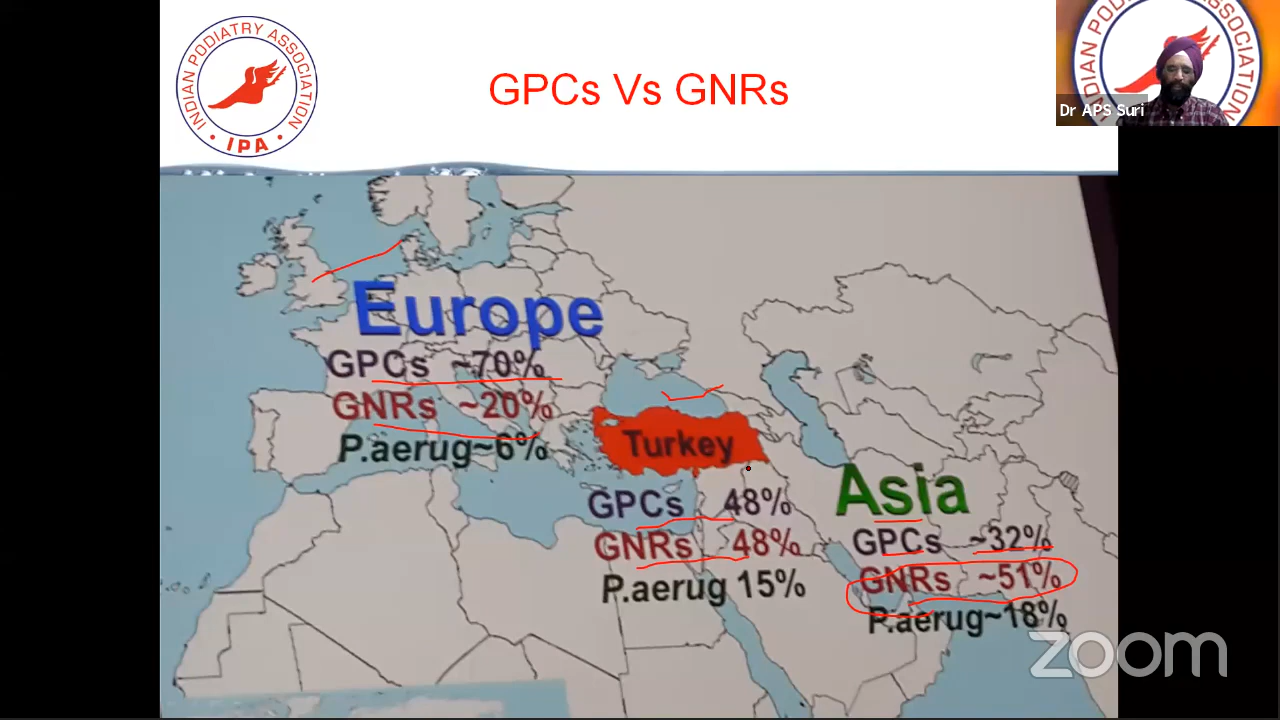 INDIAN PODIATRY ASSOCIATION
• IPA •
GPCs Vs GNRs
Dr APS Suri
Europe
GPCs ~70%
GNRs ~20%
P.aerug~6%
Turkey
GPCs 48%
GNRs 48%
P.aerug 15%
Asia
GPCs ~32%
GNRs ~51%
P.aerug~18%
zoom